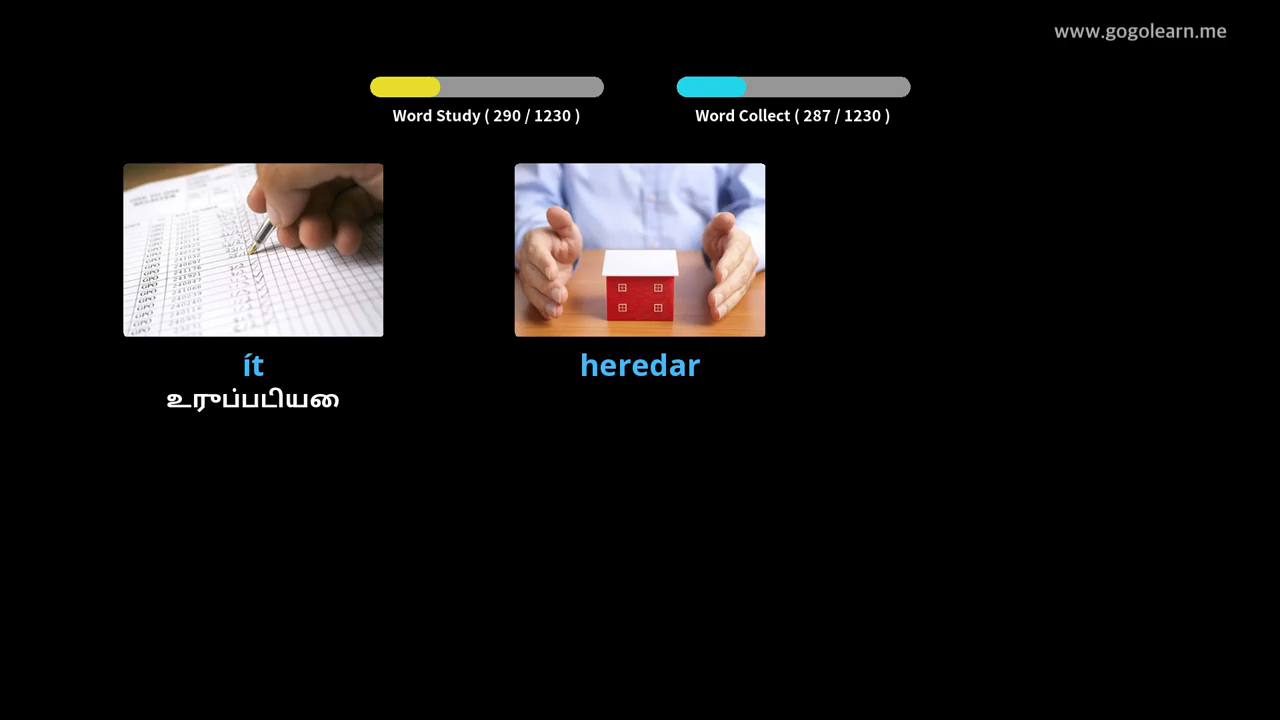 www.gogolearn.me
Word Study ( 290 / 1230 )
Word Collect ( 287 / 1230 )
ít
heredar
உருப்படியை